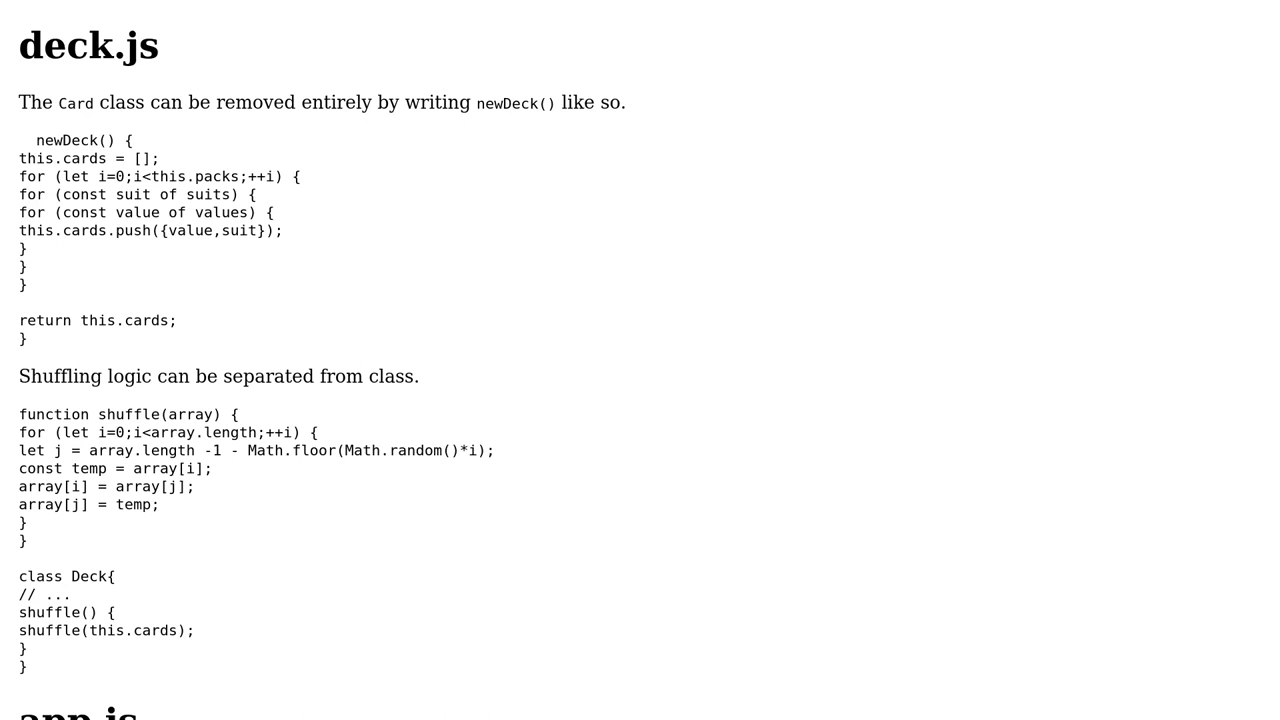 deck.js
The Card class can be removed entirely by writing newDeck() like so.
  newDeck() {
this.cards = [];
for (let i=0;i<this.packs;++i) {
for (const suit of suits) {
for (const value of values) {
this.cards.push({value,suit});
}
}
}

return this.cards;
}
Shuffling logic can be separated from class.
function shuffle(array) {
for (let i=0;i<array.length;++i) {
let j = array.length -1 - Math.floor(Math.random()*i);
const temp = array[i];
array[i] = array[j];
array[j] = temp;
}
}

class Deck{
// ...
shuffle() {
shuffle(this.cards);
}
}
app.js